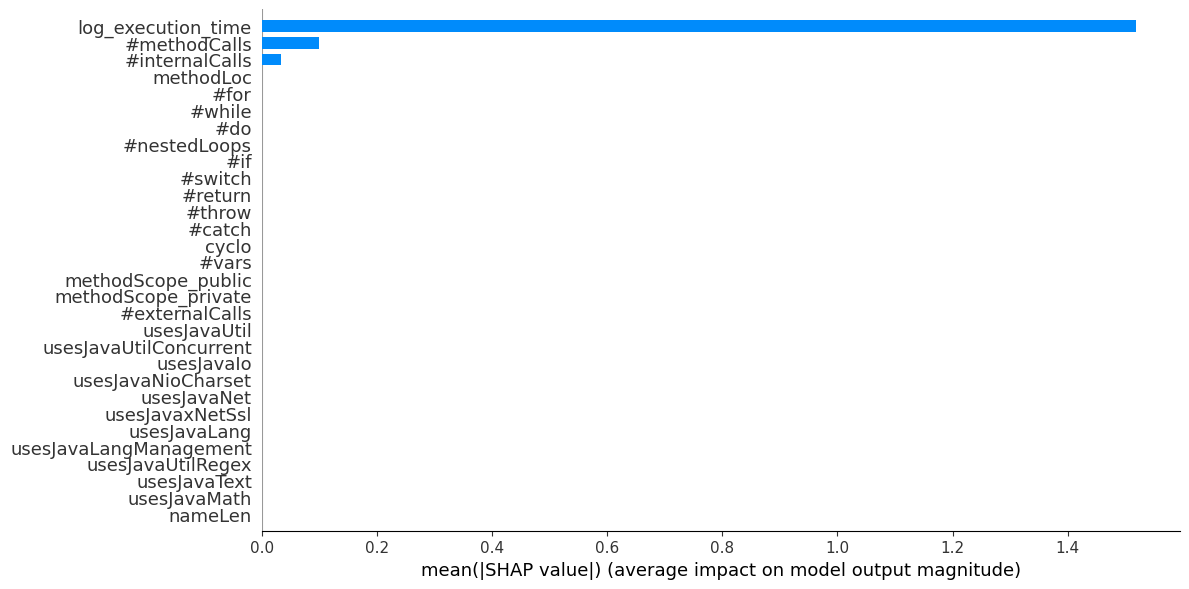 log_execution_time
#methodCalls
#internalCalls
methodLoc
#for
#while
#do
#nestedLoops
#if
#switch
#return
#throw
#catch
cyclo
#vars
methodScope_public
methodScope_private
#externalCalls
usesJavaUtil
usesJavaUtilConcurrent
usesJavaIo
usesJavaNioCharset
usesJavaNet
usesJavaxNetSsl
usesJavaLang
usesJavaLangManagement
usesJavaUtilRegex
usesJavaText
usesJavaMath
nameLen
0.0 0.2 0.4 0.6 0.8 1.0 1.2 1.4
mean(|SHAP value|) (average impact on model output magnitude)